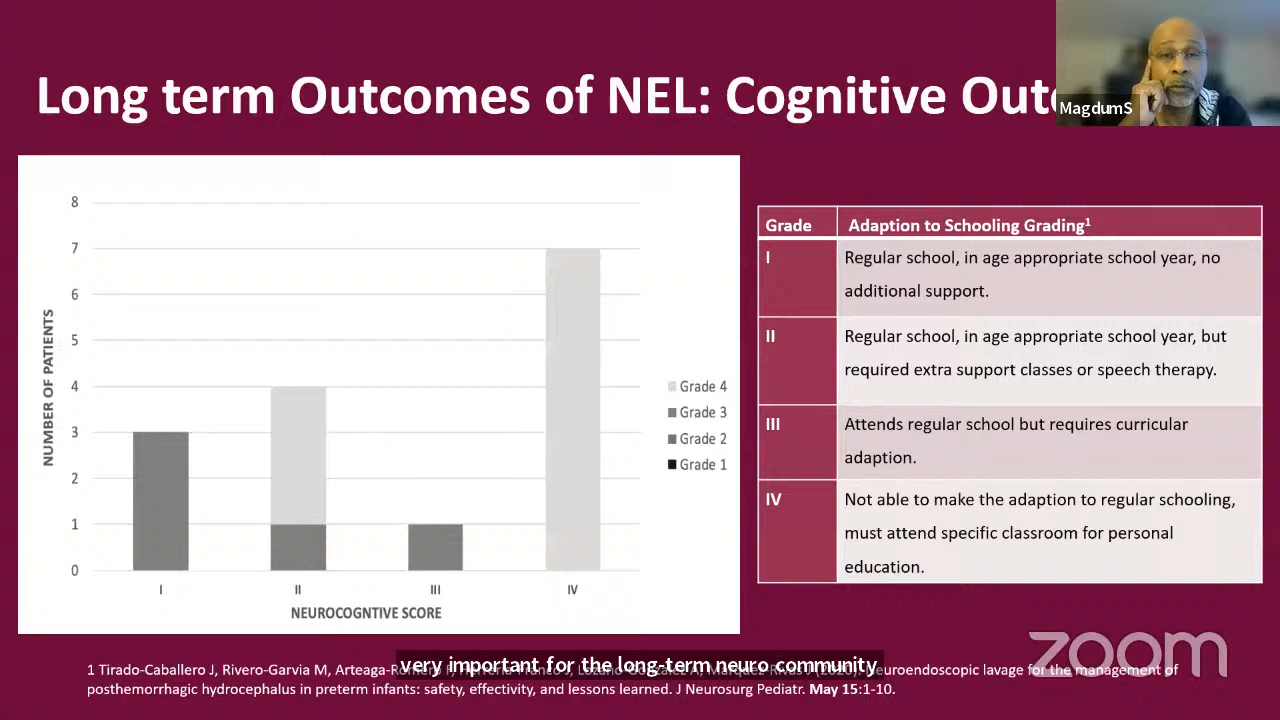 Long term Outcomes of NEL: Cognitive
MagdumS
8
7
6
5
4
3
2
1
0
NUMBER OF PATIENTS
I II III IV
NEUROCOGNTIVE SCORE
Grade 4
Grade 3
Grade 2
Grade 1
Grade Adaption to Schooling Grading¹
I Regular school, in age appropriate school year, no
additional support.
II Regular school, in age appropriate school year, but
required extra support classes or speech therapy.
III Attends regular school but requires curricular
adaption.
IV Not able to make the adaption to regular schooling,
must attend specific classroom for personal
education.
zoom
1 Tirado-Caballero J, Rivero-Garvia M,
very important for the long-term neuro community
for the management of
posthemorrhagic hydrocephalus in preterm infants: safety, effectivity, and lessons learned. J Neurosurg Pediatr. May 15:1-10.